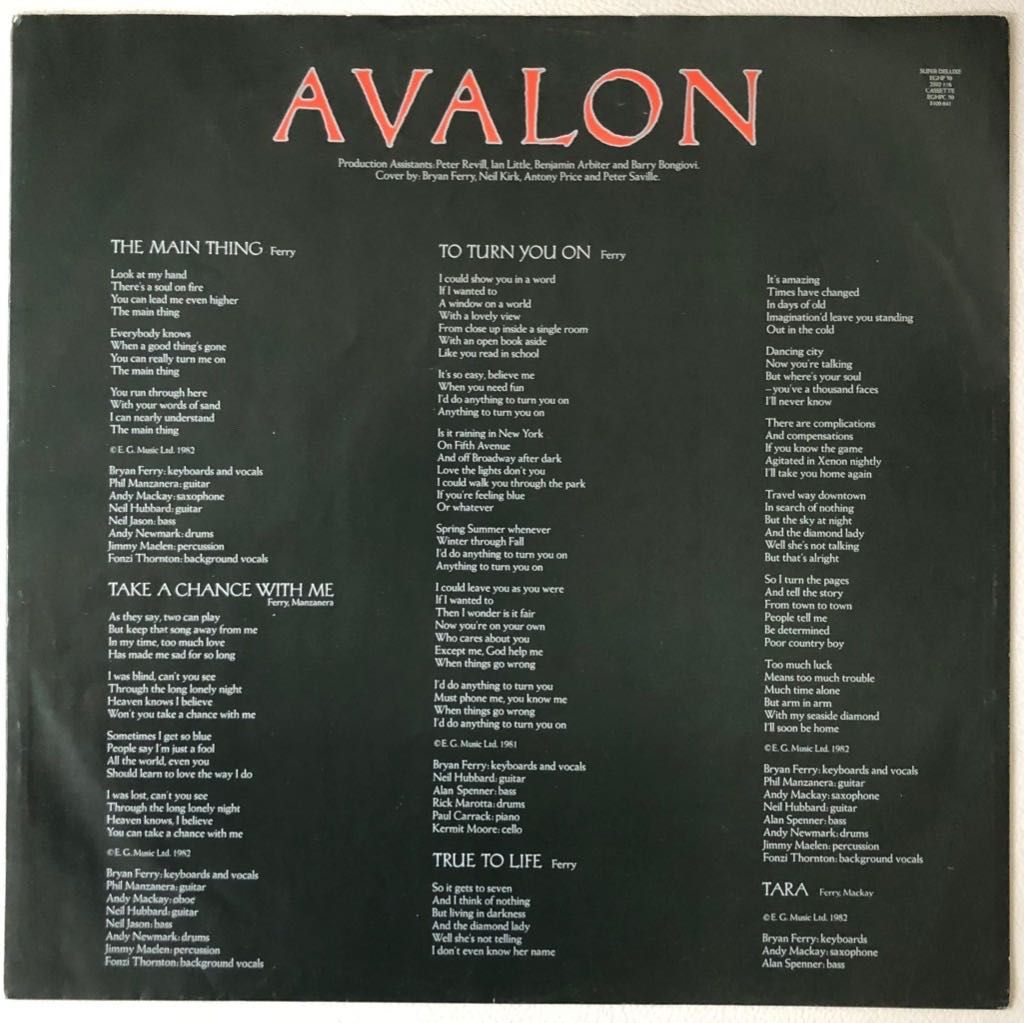 AVALON
SUPER DELUXE
EGHP 50
CASSETTE
EGHPC 50
Production Assistants: Peter Revill, Ian Little, Benjamin Arbiter and Barry Bongiovi.
Cover by: Bryan Ferry, Neil Kirk, Antony Price and Peter Saville.
THE MAIN THING Ferry
Look at my hand
There's a soul on fire
You can lead me even higher
The main thing
Everybody knows
When a good thing's gone
You can really turn me on
The main thing
You run through here
With your words of sand
I can nearly understand
The main thing
© E. G. Music Ltd. 1982
Bryan Ferry: keyboards and vocals
Phil Manzanera: guitar
Andy Mackay: saxophone
Neil Hubbard: guitar
Neil Jason: bass
Andy Newmark: drums
Jimmy Maelen: percussion
Fonzi Thornton: background vocals
TAKE A CHANCE WITH ME
Ferry, Manzanera
As they say, two can play
But keep that song away from me
In my time, too much love
Has made me sad for so long
I was blind, can't you see
Through the long lonely night
Heaven knows I believe
Won't you take a chance with me
Sometimes I get so blue
People say I'm just a fool
All the world, even you
Should learn to love the way I do
I was lost, can't you see
Through the long lonely night
Heaven knows, I believe
You can take a chance with me
© E. G. Music Ltd. 1982
Bryan Ferry: keyboards and vocals
Phil Manzanera: guitar
Andy Mackay: oboe
Neil Hubbard: guitar
Neil Jason: bass
Andy Newmark: drums
Jimmy Maelen: percussion
Fonzi Thornton: background vocals
TO TURN YOU ON Ferry
I could show you in a word
If I wanted to
A window on a world
With a lovely view
From close up inside a single room
With an open book aside
Like you read in school
It's so easy, believe me
When you need fun
I'd do anything to turn you on
Anything to turn you on
Is it raining in New York
On Fifth Avenue
And off Broadway after dark
Love the lights don't you
I could walk you through the park
If you're feeling blue
Or whatever
Spring Summer whenever
Winter through Fall
I'd do anything to turn you on
Anything to turn you on
I could leave you as you were
If I wanted to
Then I wonder is it fair
Now you're on your own
Who cares about you
Except me, God help me
When things go wrong
I'd do anything to turn you
Must phone me, you know me
When things go wrong
I'd do anything to turn you on
© E. G. Music Ltd. 1981
Bryan Ferry: keyboards and vocals
Neil Hubbard: guitar
Alan Spenner: bass
Rick Marotta: drums
Paul Carrack: piano
Kermit Moore: cello
TRUE TO LIFE Ferry
So it gets to seven
And I think of nothing
But living in darkness
And the diamond lady
Well she's not telling
I don't even know her name
It's amazing
Times have changed
In days of old
Imagination'd leave you standing
Out in the cold
Dancing city
Now you're talking
But where's your soul
– you've a thousand faces
I'll never know
There are complications
And compensations
If you know the game
Agitated in Xenon nightly
I'll take you home again
Travel way downtown
In search of nothing
But the sky at night
And the diamond lady
Well she's not talking
But that's alright
So I turn the pages
And tell the story
From town to town
People tell me
Be determined
Poor country boy
Too much luck
Means too much trouble
Much time alone
But arm in arm
With my seaside diamond
I'll soon be home
© E. G. Music Ltd. 1982
Bryan Ferry: keyboards and vocals
Phil Manzanera: guitar
Andy Mackay: saxophone
Neil Hubbard: guitar
Alan Spenner: bass
Andy Newmark: drums
Jimmy Maelen: percussion
Fonzi Thornton: background vocals
TARA Ferry, Mackay
© E. G. Music Ltd. 1982
Bryan Ferry: keyboards
Andy Mackay: saxophone
Alan Spenner: bass